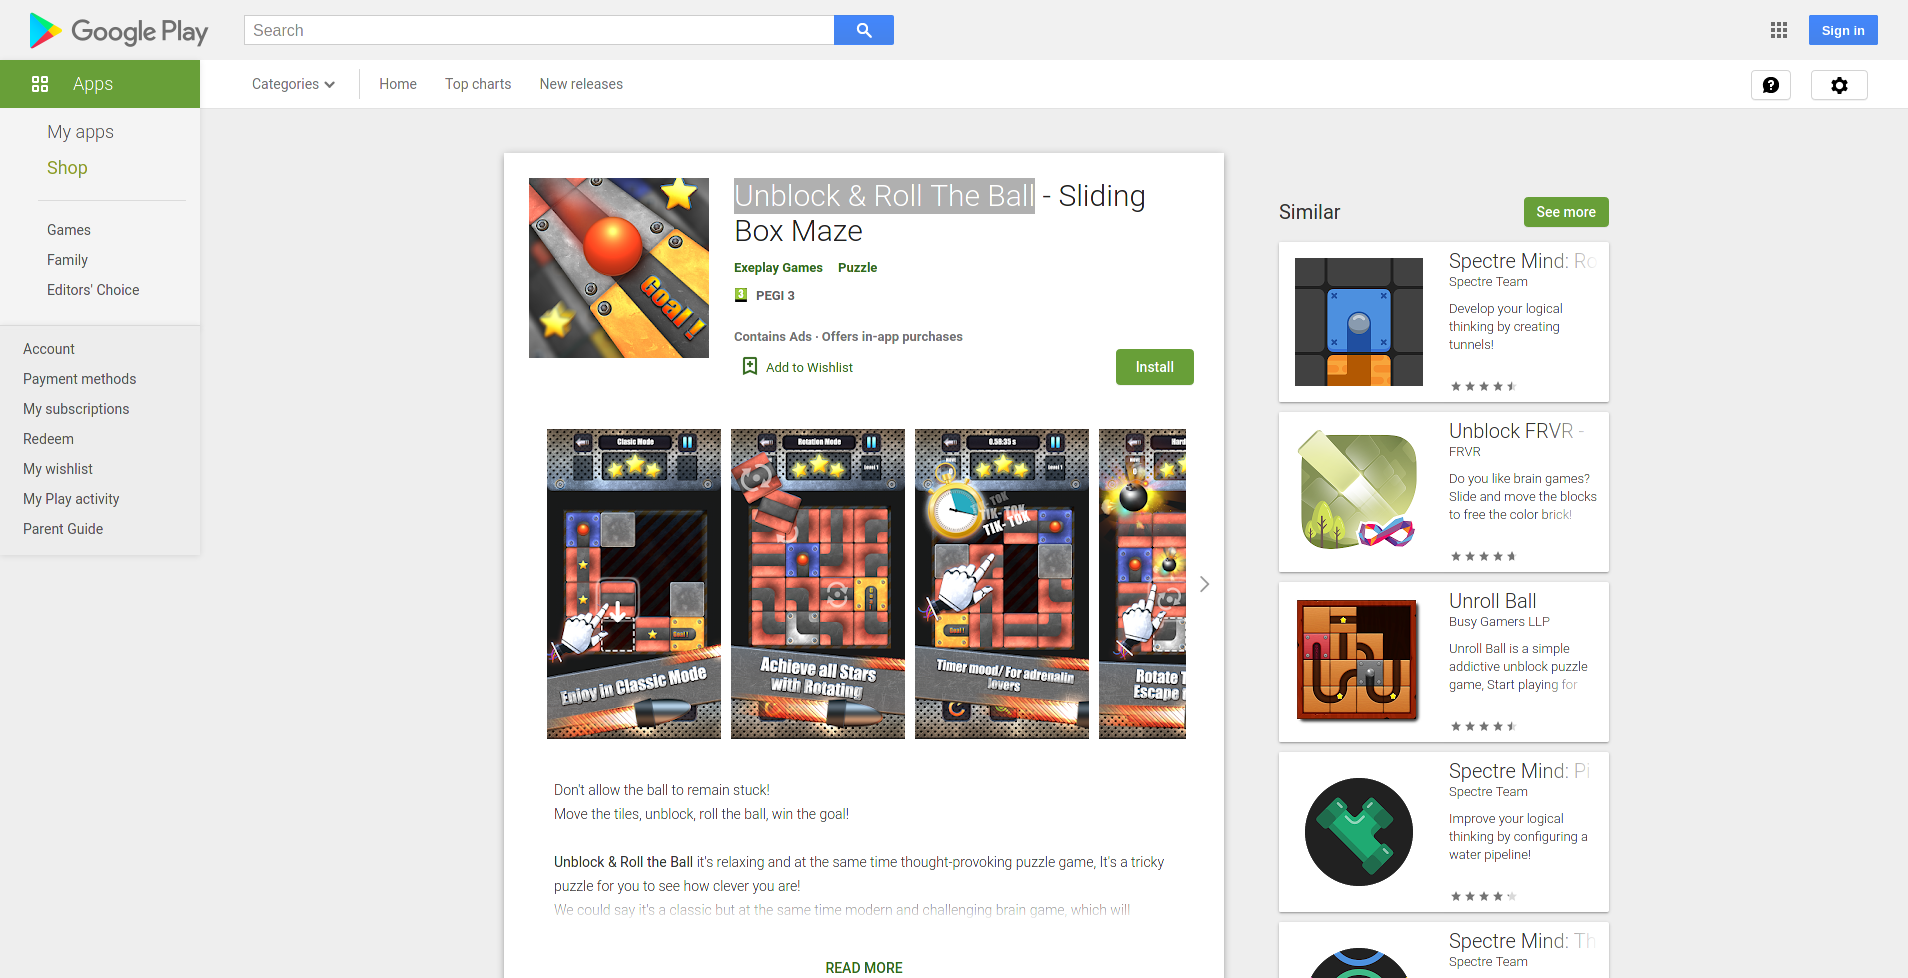 Google Play
Search
Sign in
Apps
Categories
Home
Top charts
New releases
My apps
Shop
Games
Family
Editors' Choice
Account
Payment methods
My subscriptions
Redeem
My wishlist
My Play activity
Parent Guide
GOAL!
Unblock & Roll The Ball - Sliding
Box Maze
Exeplay Games Puzzle
3 PEGI 3
Contains Ads · Offers in-app purchases
Add to Wishlist
Install
Clasic Mode
Enjoy in Classic Mode
Rotation Mode
Level 1
Achieve all Stars
with Rotating
0.59:35 s
TIK-TOK
TIK-TOK
Timer mood/ For adrenalin
lovers
Hard
Rotate
Escape
Don't allow the ball to remain stuck!
Move the tiles, unblock, roll the ball, win the goal!
Unblock & Roll the Ball it's relaxing and at the same time thought-provoking puzzle game, It's a tricky
puzzle for you to see how clever you are!
We could say it's a classic but at the same time modern and challenging brain game, which will
READ MORE
Similar
See more
Spectre Mind: Ro
Spectre Team
Develop your logical
thinking by creating
tunnels!
Unblock FRVR -
FRVR
Do you like brain games?
Slide and move the blocks
to free the color brick!
Unroll Ball
Busy Gamers LLP
Unroll Ball is a simple
addictive unblock puzzle
game, Start playing for
Spectre Mind: Pi
Spectre Team
Improve your logical
thinking by configuring a
water pipeline!
Spectre Mind: Th
Spectre Team